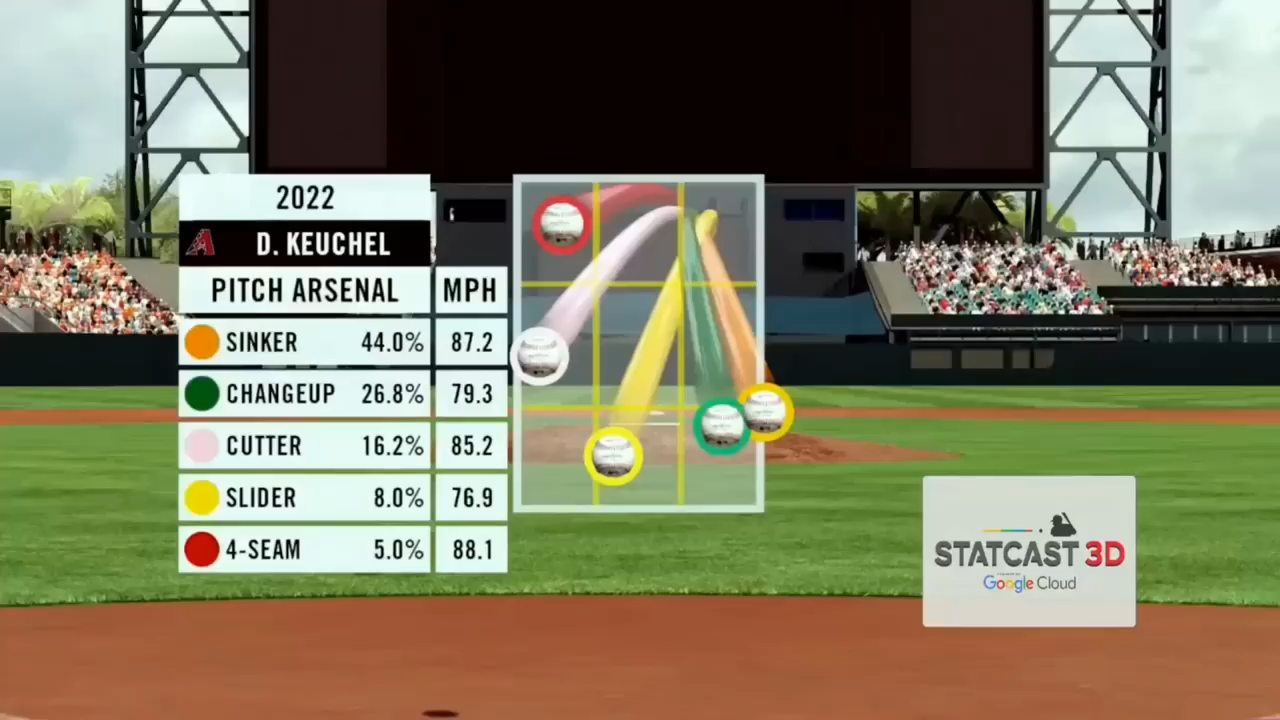 2022
D. KEUCHEL
PITCH ARSENAL MPH
SINKER 44.0% 87.2
CHANGEUP 26.8% 79.3
CUTTER 16.2% 85.2
SLIDER 8.0% 76.9
4-SEAM 5.0% 88.1
STATCAST 3D
Google Cloud